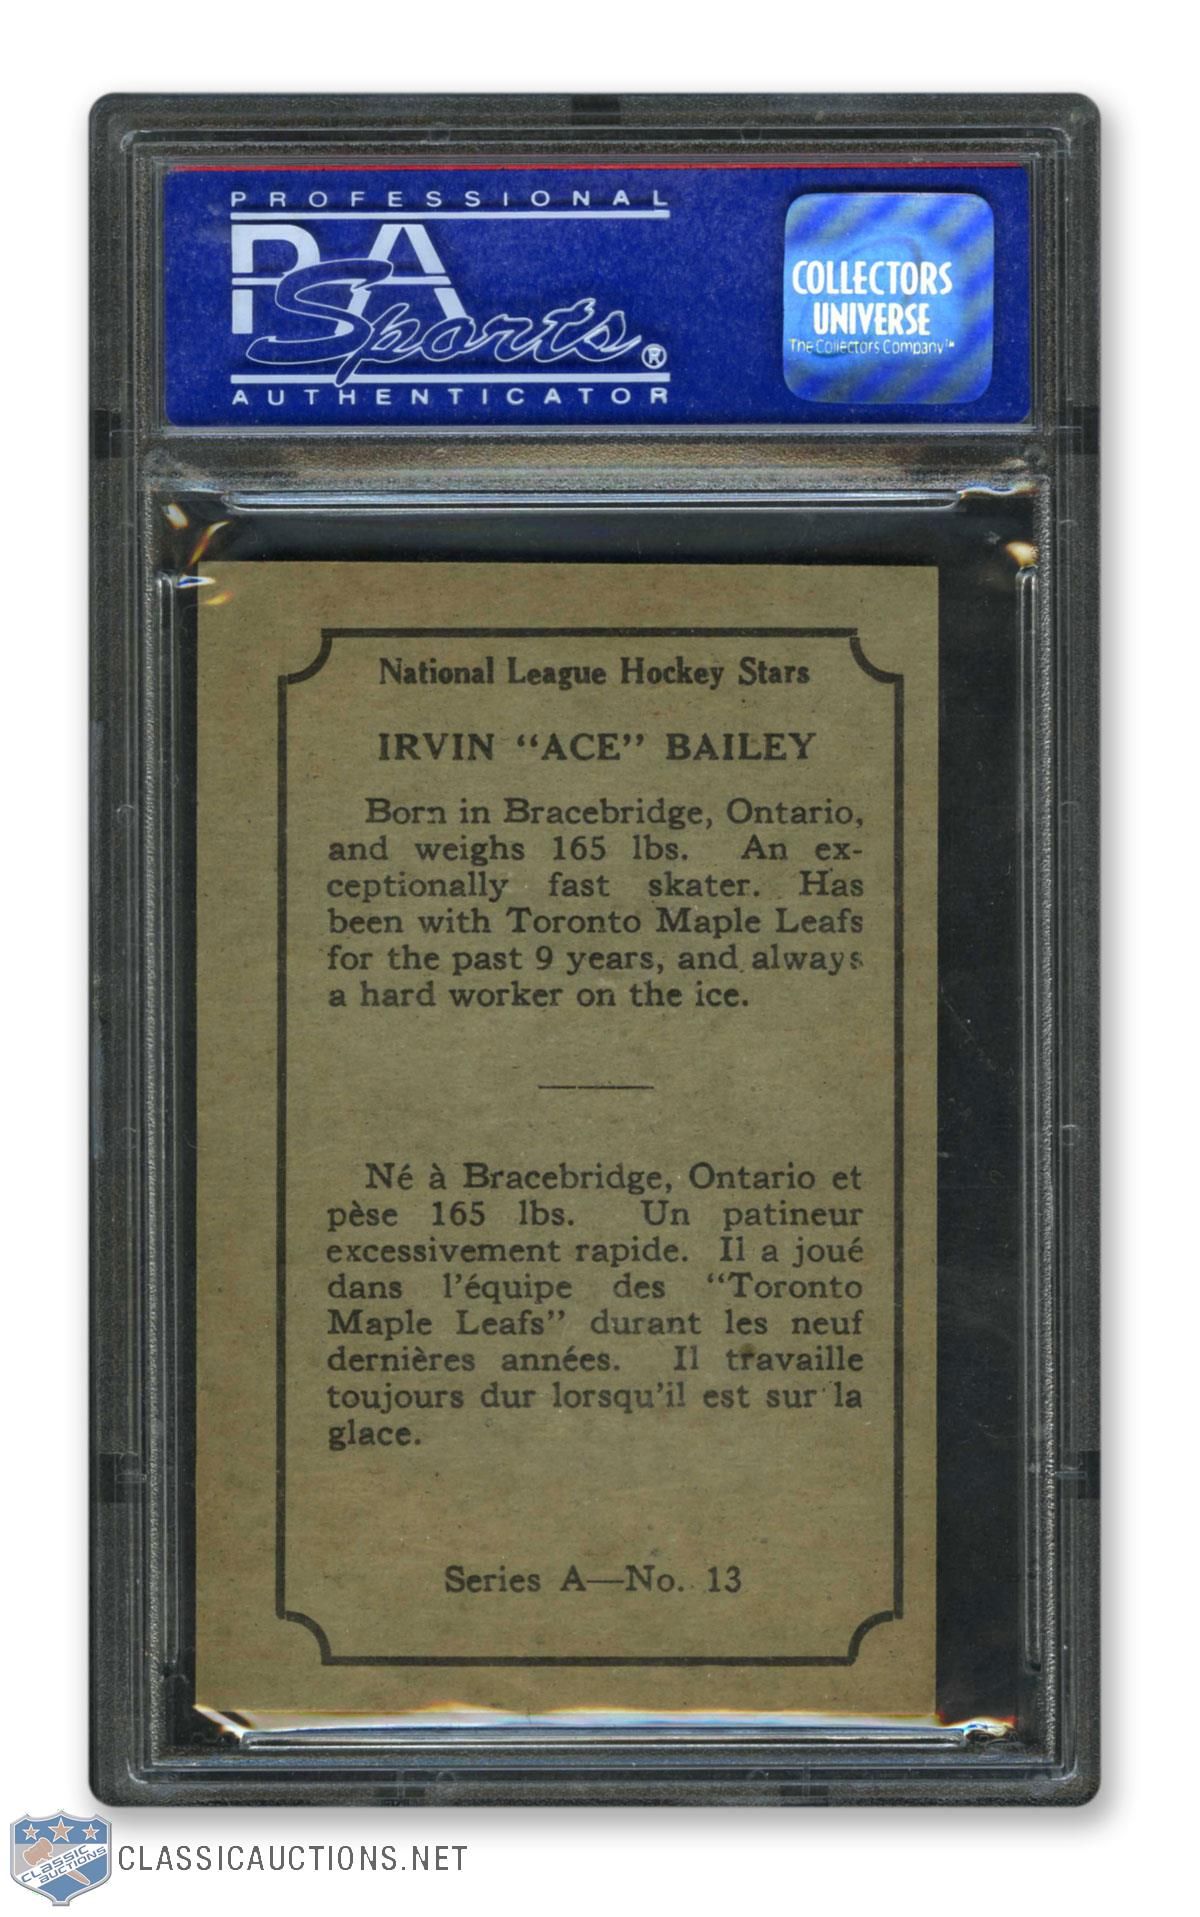 PROFESSIONAL
PSA
Sports®
AUTHENTICATOR
COLLECTORS
UNIVERSE
The Collectors Company™
National League Hockey Stars
IRVIN “ACE” BAILEY
Born in Bracebridge, Ontario,
and weighs 165 lbs. An ex-
ceptionally fast skater. Has
been with Toronto Maple Leafs
for the past 9 years, and always
a hard worker on the ice.
Né à Bracebridge, Ontario et
pèse 165 lbs. Un patineur
excessivement rapide. Il a joué
dans l'équipe des “Toronto
Maple Leafs” durant les neuf
dernières années. Il travaille
toujours dur lorsqu'il est sur la
glace.
Series A—No. 13
CLASSIC
AUCTIONS
CLASSICAUCTIONS.NET